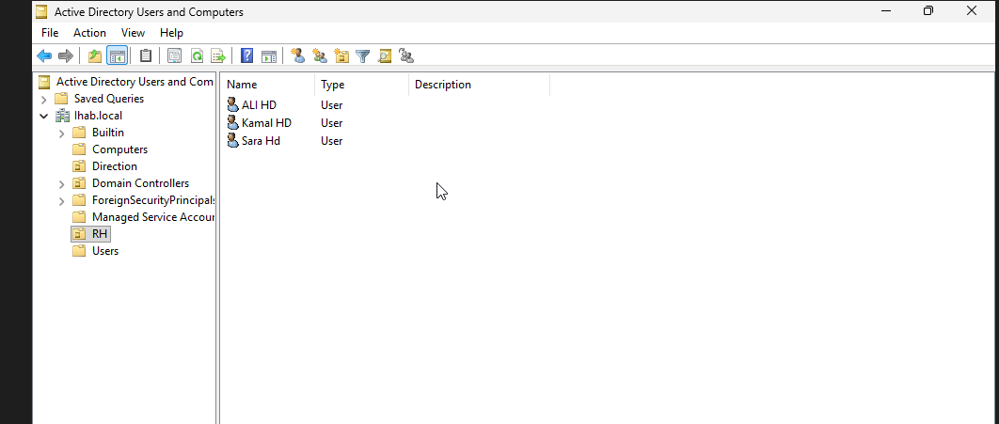 Active Directory Users and Computers
File Action View Help
Active Directory Users and Com
Saved Queries
lhab.local
Builtin
Computers
Direction
Domain Controllers
ForeignSecurityPrincipals
Managed Service Accour
RH
Users
Name Type Description
ALI HD User
Kamal HD User
Sara Hd User